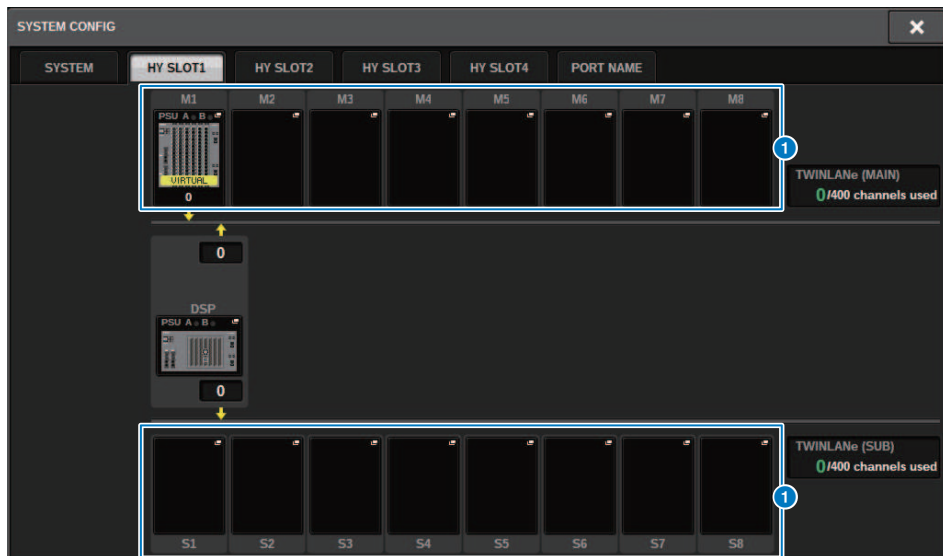 SYSTEM CONFIG
SYSTEM HY SLOT1 HY SLOT2 HY SLOT3 HY SLOT4 PORT NAME
M1 M2 M3 M4 M5 M6 M7 M8
PSU A B
VIRTUAL
0
1
TWINLANe (MAIN)
0/400 channels used
0
DSP
PSU A B
0
TWINLANe (SUB)
0/400 channels used
1
S1 S2 S3 S4 S5 S6 S7 S8